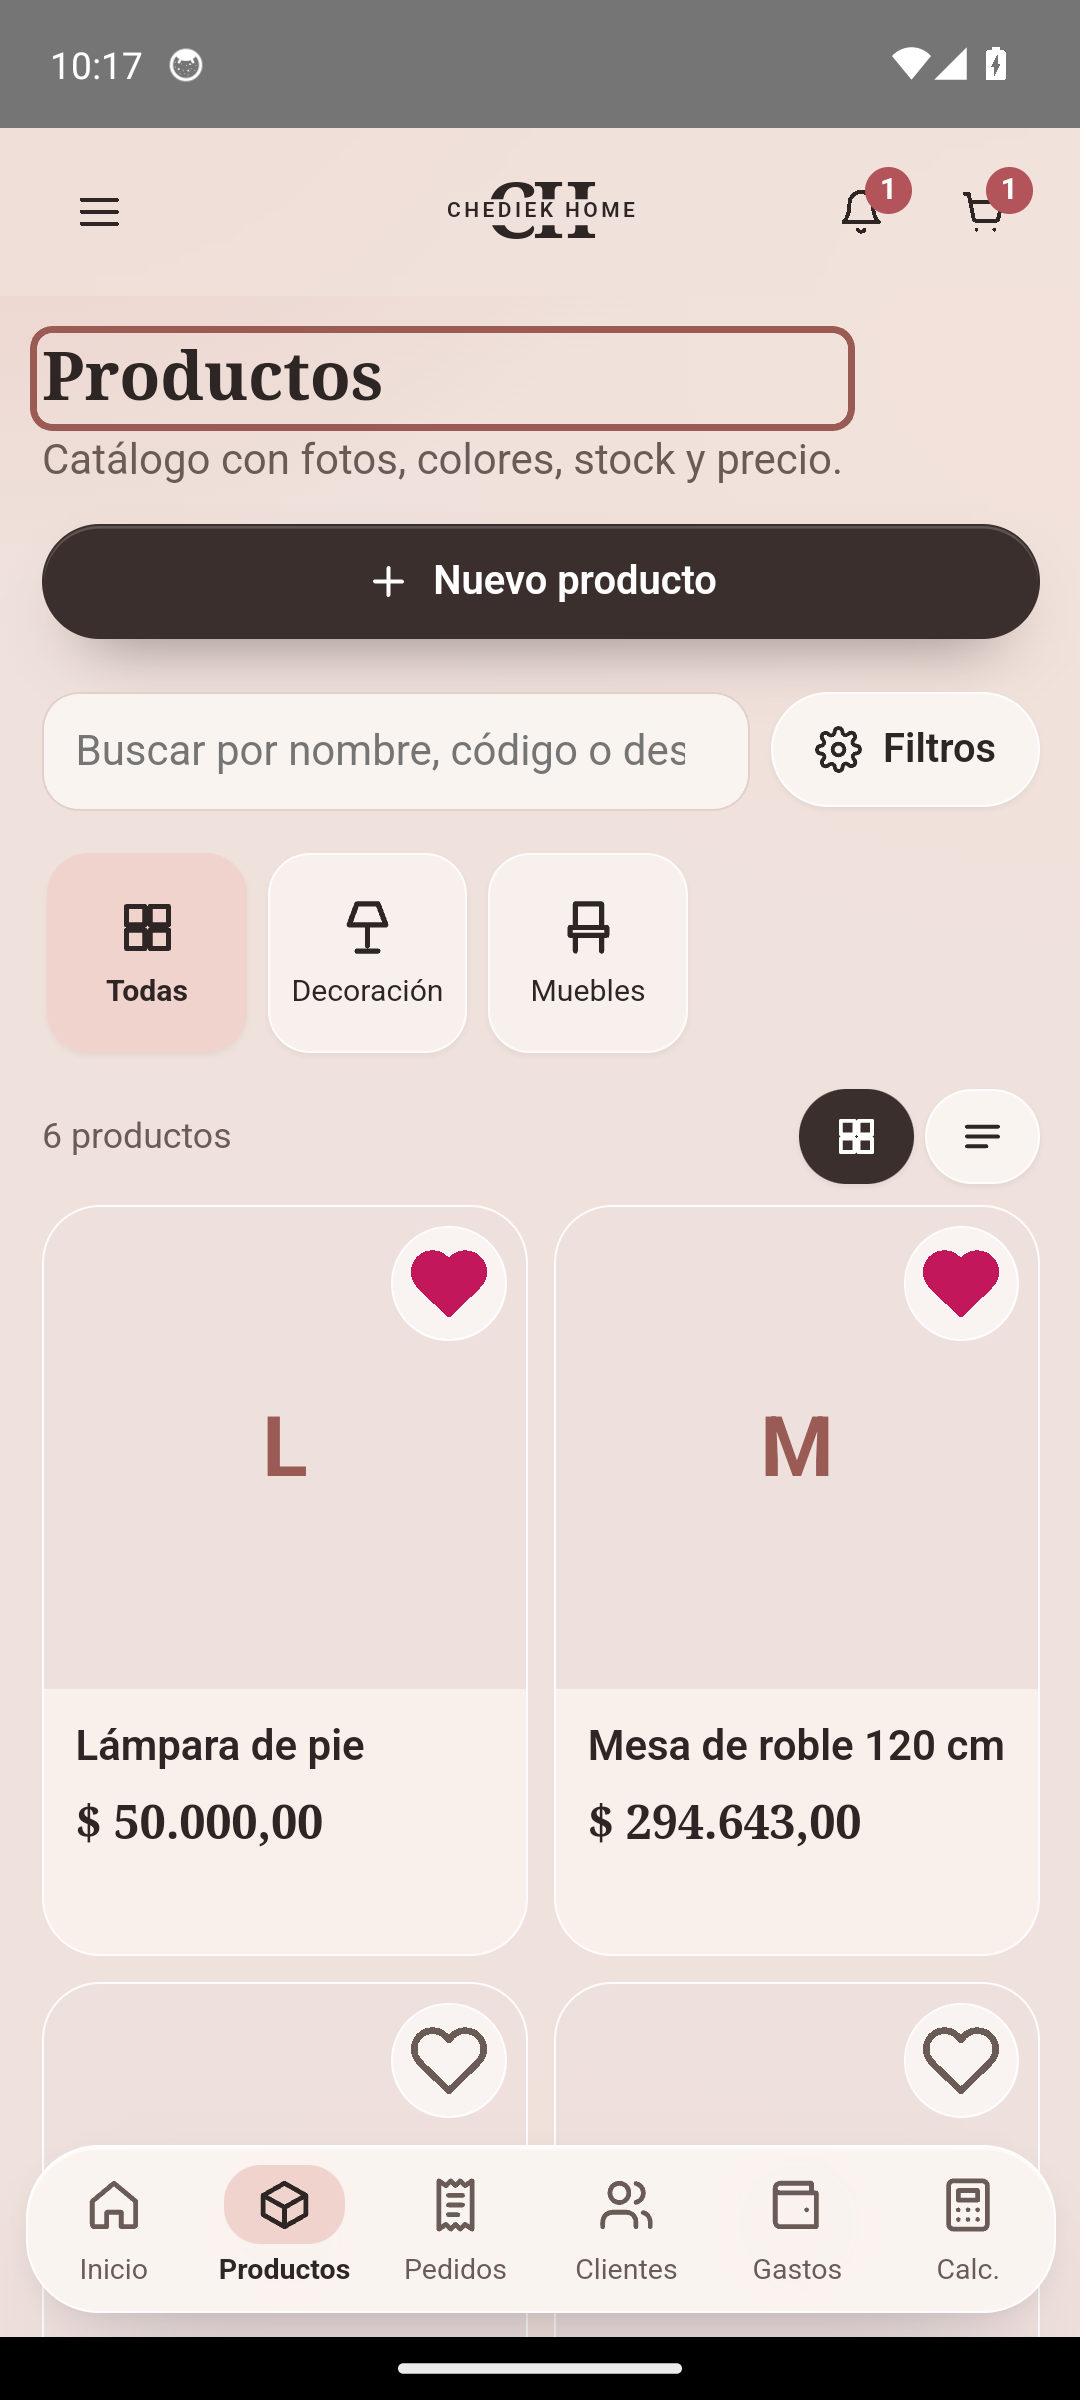 10:17
CH
CHEDIEK HOME
1
1
Productos
Catálogo con fotos, colores, stock y precio.
Nuevo producto
Buscar por nombre, código o des
Filtros
Todas
Decoración
Muebles
6 productos
L
M
Lámpara de pie
Mesa de roble 120 cm
$ 50.000,00
$ 294.643,00
Inicio
Productos
Pedidos
Clientes
Gastos
Calc.